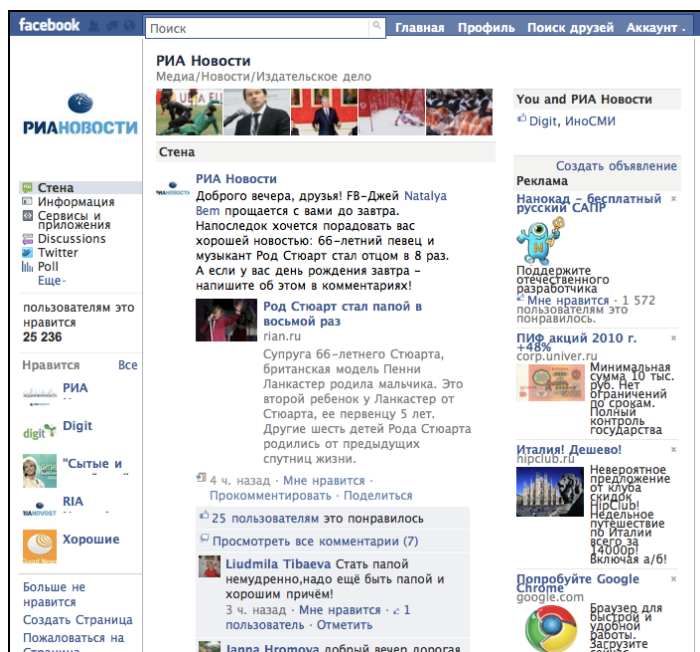 facebook
Поиск
Главная Профиль Поиск друзей Аккаунт
РИА Новости
Медиа/Новости/Издательское дело
РИАНОВОСТИ
Стена
Информация
Сервисы и
приложения
Discussions
Twitter
Poll
Еще
пользователям это
нравится
25 236
Нравится Все
РИА
Digit
digit
"Сытые и
RIA
Хорошие
Больше не
нравится
Создать Страница
Пожаловаться на
Стена
РИА Новости
Доброго вечера, друзья! FB-Джей Natalya
Bem прощается с вами до завтра.
Напоследок хочется порадовать вас
хорошей новостью: 66-летний певец и
музыкант Род Стюарт стал отцом в 8 раз.
А если у вас день рождения завтра –
напишите об этом в комментариях!
Род Стюарт стал папой в
восьмой раз
rian.ru
Супруга 66-летнего Стюарта,
британская модель Пенни
Ланкастер родила мальчика. Это
второй ребенок у Ланкастер от
Стюарта, ее первенцу 5 лет.
Другие шесть детей Рода Стюарта
родились от предыдущих
спутниц жизни.
4 ч. назад · Мне нравится ·
Прокомментировать · Поделиться
25 пользователям это понравилось
Просмотреть все комментарии (7)
Liudmila Tibaeva Стать папой
немудренно,надо ещё быть папой и
хорошим причём!
3 ч. назад · Мне нравится · 1
пользователь · Отметить
Janna Hromova добрый вечер дорогая
You and РИА Новости
Digit, ИноСМИ
Создать объявление
Реклама
Нанокад – бесплатный
русский САПР
Поддержите
отечественного
разработчика
Мне нравится · 1 572
пользователям это
понравилось.
ПИФ акций 2010 г.
+48%
corp.univer.ru
Минимальная
сумма 10 тыс.
руб. Нет
ограничений
по срокам.
Полный
контроль
государства
Италия! Дешево!
hipclub.ru
Невероятное
предложение
от клуба
скидок
HipClub!
Недельное
путешествие
по Италии
всего за
14000р!
Включая а/б!
Попробуйте Google
Chrome
google.com
Браузер для
быстрой и
удобной
работы.
Загрузите